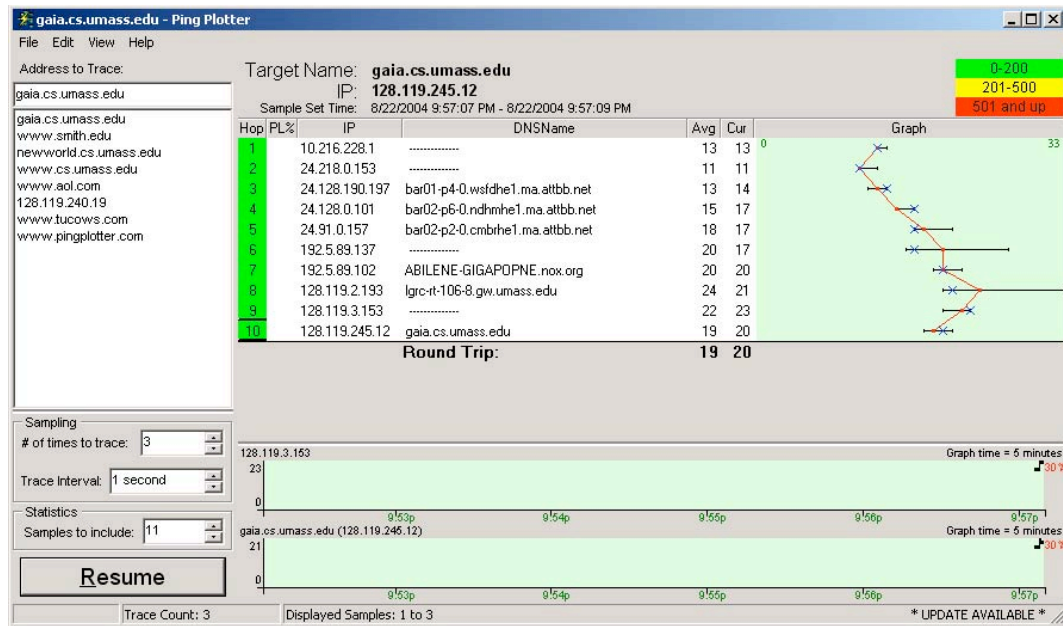 gaia.cs.umass.edu - Ping Plotter
File Edit View Help
Address to Trace:
gaia.cs.umass.edu
gaia.cs.umass.edu
www.smith.edu
newworld.cs.umass.edu
www.cs.umass.edu
www.aol.com
128.119.240.19
www.tucows.com
www.pingplotter.com
Sampling
# of times to trace: 3
Trace Interval: 1 second
Statistics
Samples to include: 11
Resume
Target Name: gaia.cs.umass.edu
IP: 128.119.245.12
Sample Set Time: 8/22/2004 9:57:07 PM - 8/22/2004 9:57:09 PM
0-200
201-500
501 and up
Hop PL% IP DNSName Avg Cur Graph
0 33
1 10.216.228.1 ------------- 13 13
2 24.218.0.153 ------------- 11 11
3 24.128.190.197 bar01-p4-0.wsfdhe1.ma.attbb.net 13 14
4 24.128.0.101 bar02-p6-0.ndhmhe1.ma.attbb.net 15 17
5 24.91.0.157 bar02-p2-0.cmbrhe1.ma.attbb.net 18 17
6 192.5.89.137 ------------- 20 17
7 192.5.89.102 ABILENE-GIGAPOPNE.nox.org 20 20
8 128.119.2.193 lgrc-rt-106-8.gw.umass.edu 24 21
9 128.119.3.153 ------------- 22 23
10 128.119.245.12 gaia.cs.umass.edu 19 20
Round Trip: 19 20
128.119.3.153 Graph time = 5 minutes
23 30%
0
9:53p 9:54p 9:55p 9:56p 9:57p
gaia.cs.umass.edu (128.119.245.12) Graph time = 5 minutes
21 30%
0
9:53p 9:54p 9:55p 9:56p 9:57p
Trace Count: 3 Displayed Samples: 1 to 3 * UPDATE AVAILABLE *